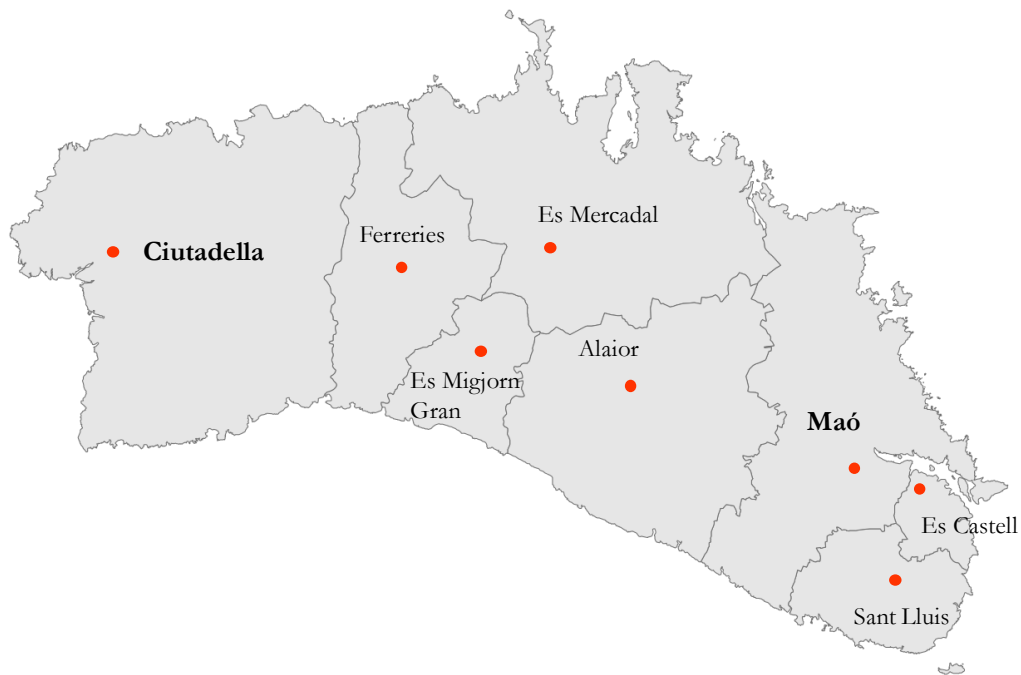 Es Mercadal
Ferreries
Ciutadella
Alaior
Es Migjorn
Gran
Maó
Es Castell
Sant Lluis